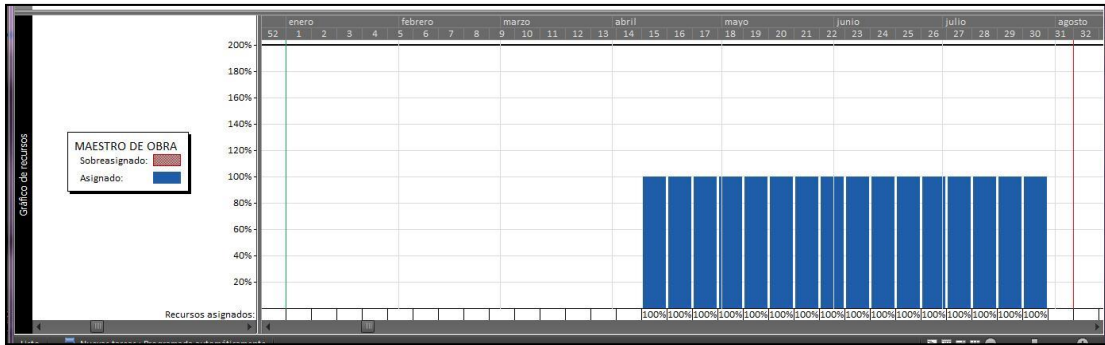 enero febrero marzo abril mayo junio julio agosto
52 1 2 3 4 5 6 7 8 9 10 11 12 13 14 15 16 17 18 19 20 21 22 23 24 25 26 27 28 29 30 31 32
200%
180%
160%
140%
120%
100%
80%
60%
40%
20%
Gráfico de recursos
MAESTRO DE OBRA
Sobreasignado:
Asignado:
Recursos asignados: 100% 100% 100% 100% 100% 100% 100% 100% 100% 100% 100% 100% 100% 100% 100% 100%